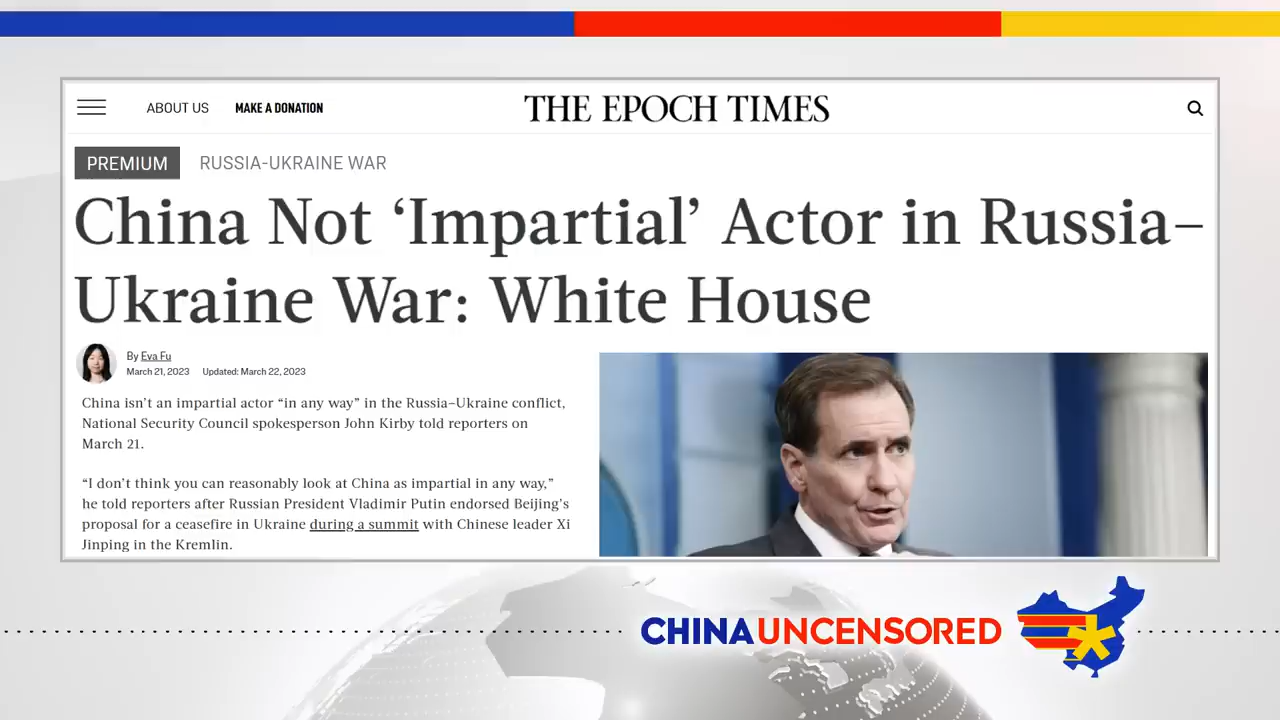 ABOUT US
MAKE A DONATION
THE EPOCH TIMES
PREMIUM
RUSSIA-UKRAINE WAR
China Not ‘Impartial’ Actor in Russia–
Ukraine War: White House
By Eva Fu
March 21, 2023 Updated: March 22, 2023
China isn’t an impartial actor “in any way” in the Russia–Ukraine conflict,
National Security Council spokesperson John Kirby told reporters on
March 21.
“I don’t think you can reasonably look at China as impartial in any way,”
he told reporters after Russian President Vladimir Putin endorsed Beijing’s
proposal for a ceasefire in Ukraine during a summit with Chinese leader Xi
Jinping in the Kremlin.
CHINA UNCENSORED